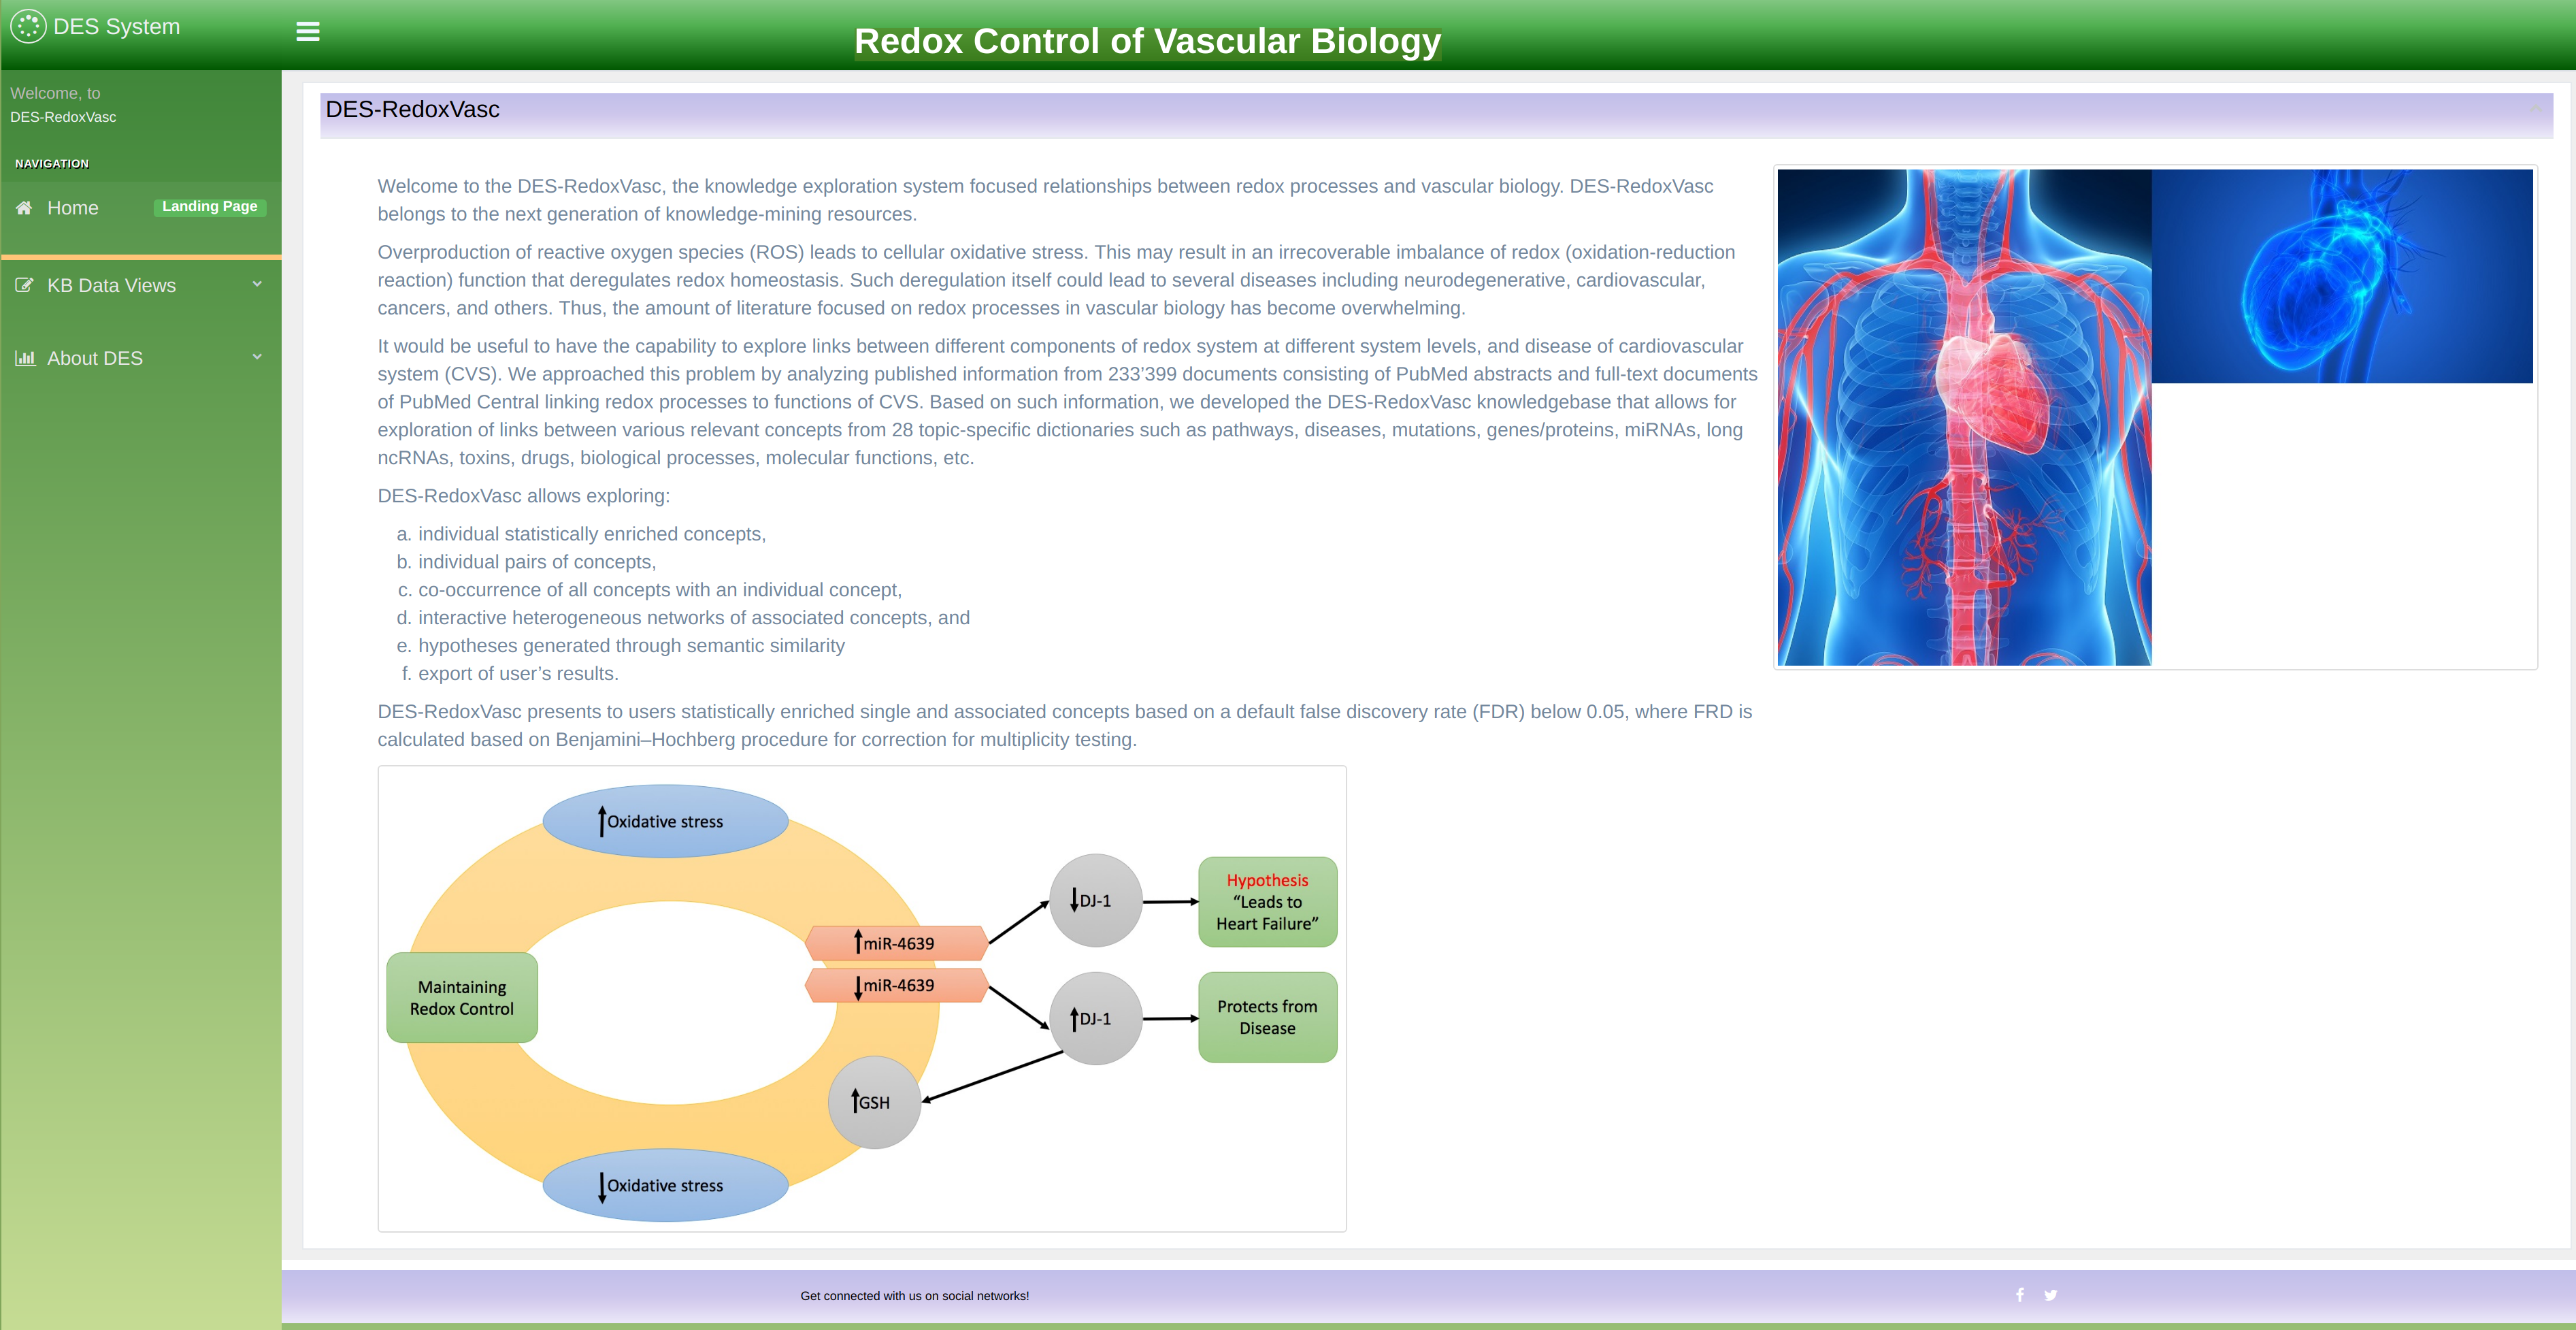 DES System
Redox Control of Vascular Biology
Welcome, to
DES-RedoxVasc
NAVIGATION
Home
Landing Page
KB Data Views
About DES
DES-RedoxVasc
Welcome to the DES-RedoxVasc, the knowledge exploration system focused relationships between redox processes and vascular biology. DES-RedoxVasc
belongs to the next generation of knowledge-mining resources.
Overproduction of reactive oxygen species (ROS) leads to cellular oxidative stress. This may result in an irrecoverable imbalance of redox (oxidation-reduction
reaction) function that deregulates redox homeostasis. Such deregulation itself could lead to several diseases including neurodegenerative, cardiovascular,
cancers, and others. Thus, the amount of literature focused on redox processes in vascular biology has become overwhelming.
It would be useful to have the capability to explore links between different components of redox system at different system levels, and disease of cardiovascular
system (CVS). We approached this problem by analyzing published information from 233’399 documents consisting of PubMed abstracts and full-text documents
of PubMed Central linking redox processes to functions of CVS. Based on such information, we developed the DES-RedoxVasc knowledgebase that allows for
exploration of links between various relevant concepts from 28 topic-specific dictionaries such as pathways, diseases, mutations, genes/proteins, miRNAs, long
ncRNAs, toxins, drugs, biological processes, molecular functions, etc.
DES-RedoxVasc allows exploring:
a. individual statistically enriched concepts,
b. individual pairs of concepts,
c. co-occurrence of all concepts with an individual concept,
d. interactive heterogeneous networks of associated concepts, and
e. hypotheses generated through semantic similarity
f. export of user’s results.
DES-RedoxVasc presents to users statistically enriched single and associated concepts based on a default false discovery rate (FDR) below 0.05, where FRD is
calculated based on Benjamini–Hochberg procedure for correction for multiplicity testing.
↑Oxidative stress
↓DJ-1
Hypothesis
“Leads to
Heart Failure”
↑miR-4639
↓miR-4639
Maintaining
Redox Control
↑DJ-1
Protects from
Disease
↑GSH
↓Oxidative stress
Get connected with us on social networks!